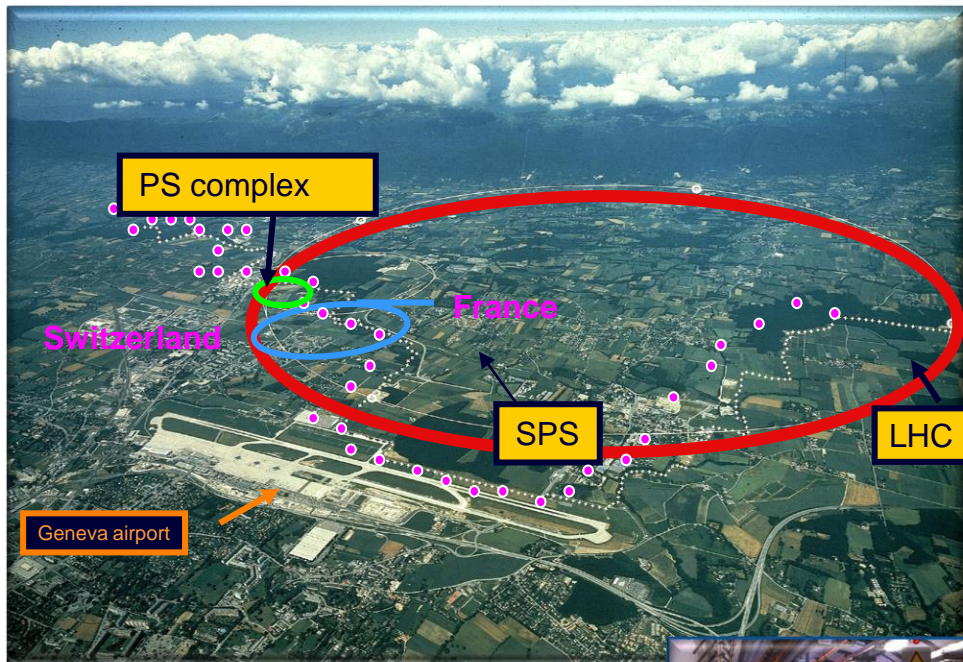 PS complex
Switzerland
France
SPS
LHC
Geneva airport